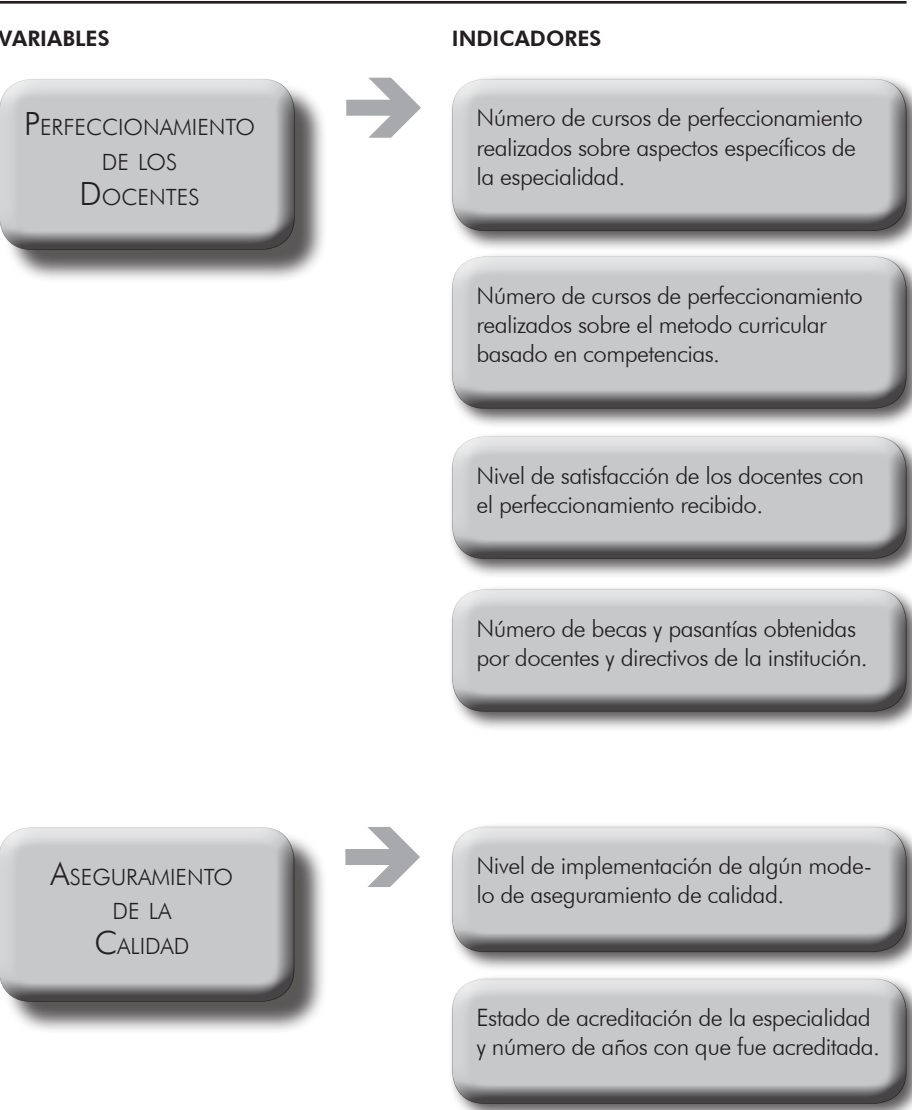 VARIABLES
INDICADORES
PERFECCIONAMIENTO
DE LOS
DOCENTES
Número de cursos de perfeccionamiento
realizados sobre aspectos específicos de
la especialidad.
Número de cursos de perfeccionamiento
realizados sobre el metodo curricular
basado en competencias.
Nivel de satisfacción de los docentes con
el perfeccionamiento recibido.
Número de becas y pasantías obtenidas
por docentes y directivos de la institución.
ASEGURAMIENTO
DE LA
CALIDAD
Nivel de implementación de algún mode-
lo de aseguramiento de calidad.
Estado de acreditación de la especialidad
y número de años con que fue acreditada.